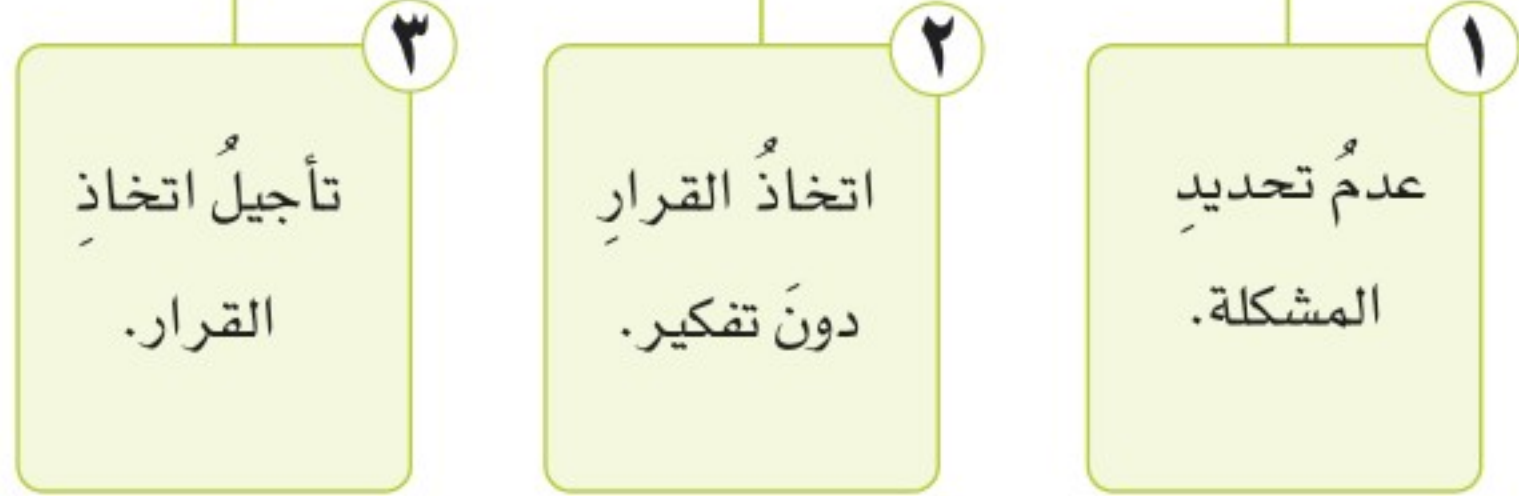 ١
عدمُ تحديدِ
المشكلة.
٢
اتخاذُ القرارِ
دونَ تفكير.
٣
تأجيلُ اتخاذِ
القرار.